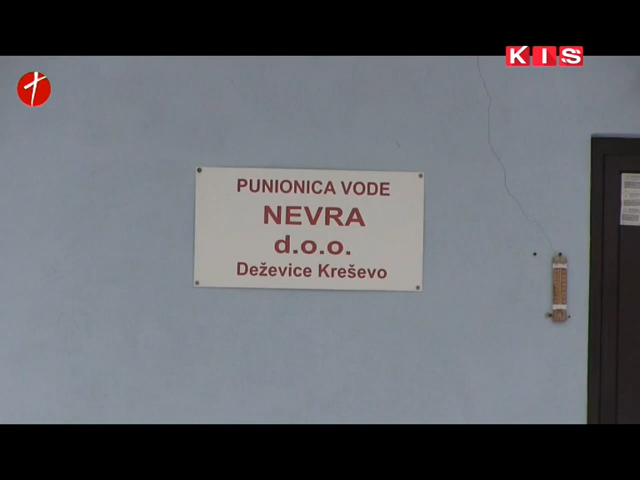 KIS
PUNIONICA VODE
NEVRA
d.o.o.
Deževice Kreševo